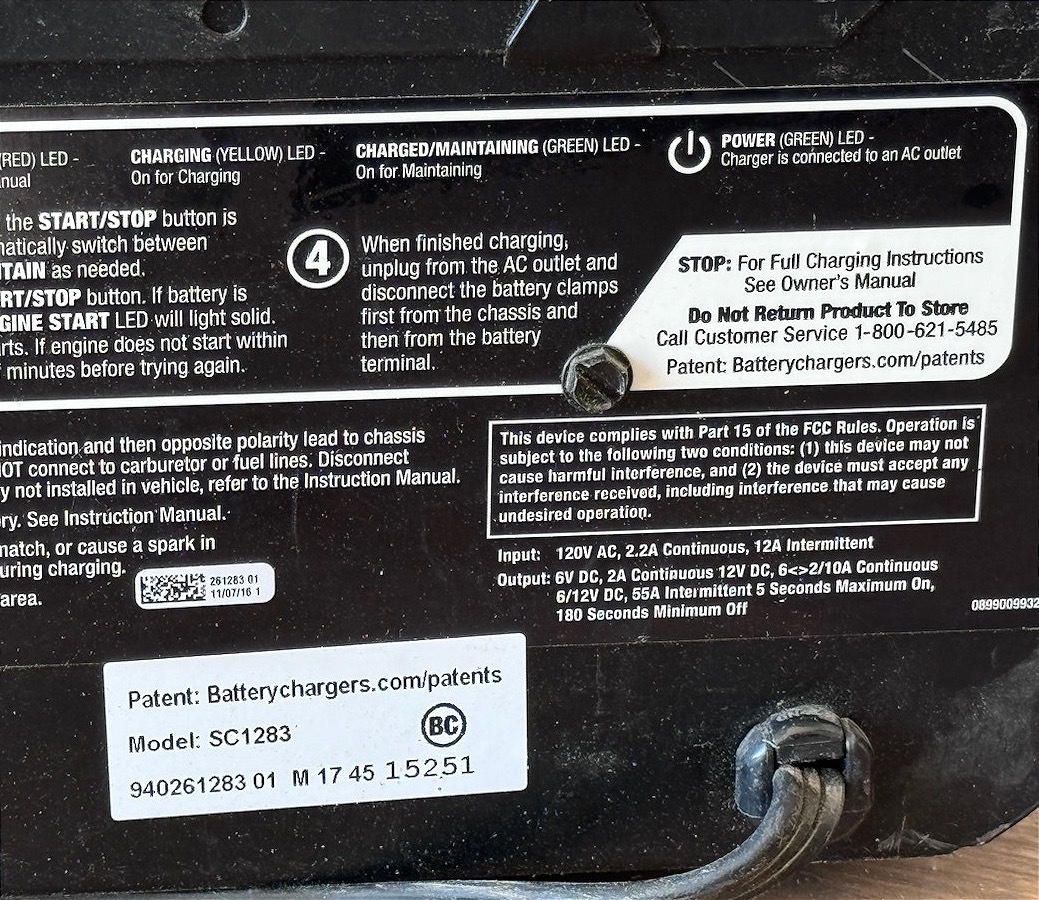 (RED) LED -
nual
CHARGING (YELLOW) LED -
On for Charging
CHARGED/MAINTAINING (GREEN) LED -
On for Maintaining
POWER (GREEN) LED -
Charger is connected to an AC outlet
the START/STOP button is
natically switch between
TAIN as needed.
RT/STOP button. If battery is
GINE START LED will light solid.
rts. If engine does not start within
minutes before trying again.
4
When finished charging,
unplug from the AC outlet and
disconnect the battery clamps
first from the chassis and
then from the battery
terminal.
STOP: For Full Charging Instructions
See Owner's Manual
Do Not Return Product To Store
Call Customer Service 1-800-621-5485
Patent: Batterychargers.com/patents
indication and then opposite polarity lead to chassis
NOT connect to carburetor or fuel lines. Disconnect
y not installed in vehicle, refer to the Instruction Manual.
ry. See Instruction Manual.
match, or cause a spark in
uring charging.
area.
261283 01
11/07/16 1
This device complies with Part 15 of the FCC Rules. Operation is
subject to the following two conditions: (1) this device may not
cause harmful interference, and (2) the device must accept any
interference received, including interference that may cause
undesired operation.
Input: 120V AC, 2.2A Continuous, 12A Intermittent
Output: 6V DC, 2A Continuous 12V DC, 6<>2/10A Continuous
6/12V DC, 55A Intermittent 5 Seconds Maximum On,
180 Seconds Minimum Off
0899009932
Patent: Batterychargers.com/patents
Model: SC1283
BC
940261283 01 M 17 45 15251